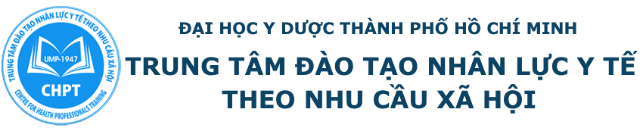 TRUNG TÂM ĐÀO TẠO NHÂN LỰC Y TẾ THEO NHU CẦU XÃ HỘI
UMP-1947
CHPT
CENTRE FOR HEALTH PROFESSIONALS TRAINING
ĐẠI HỌC Y DƯỢC THÀNH PHỐ HỒ CHÍ MINH
TRUNG TÂM ĐÀO TẠO NHÂN LỰC Y TẾ
THEO NHU CẦU XÃ HỘI